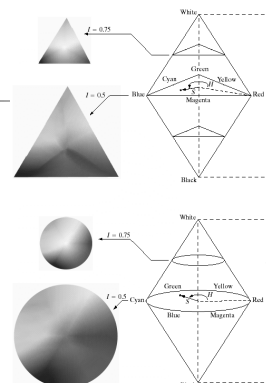 White
I = 0.75
Green
Cyan
Yellow
I = 0.5
H
S
Blue
Red
Magenta
Black
White
I = 0.75
Green
Yellow
I = 0.5
H
S
Cyan
Red
Blue
Magenta